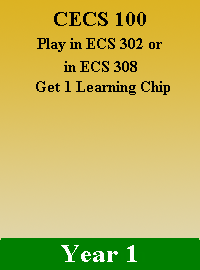 CECS 100
Play in ECS 302 or
in ECS 308
Get 1 Learning Chip
Year 1